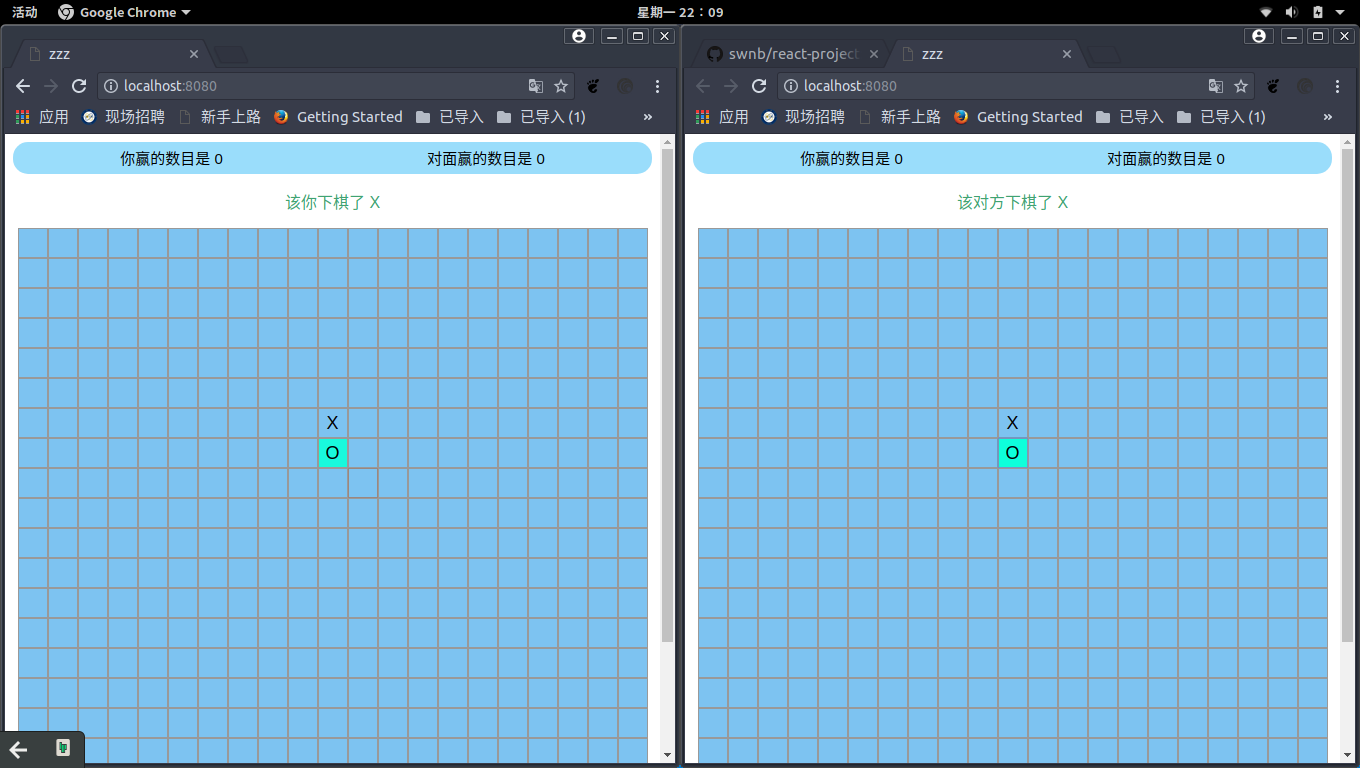 活动 Google Chrome 星期一 22：09
zzz
localhost:8080
应用 现场招聘 新手上路 Getting Started 已导入 已导入 (1) »
你赢的数目是 0 对面赢的数目是 0
该你下棋了 X
X
O
swnb/react-project zzz
localhost:8080
应用 现场招聘 新手上路 Getting Started 已导入 已导入 (1) »
你赢的数目是 0 对面赢的数目是 0
该对方下棋了 X
X
O